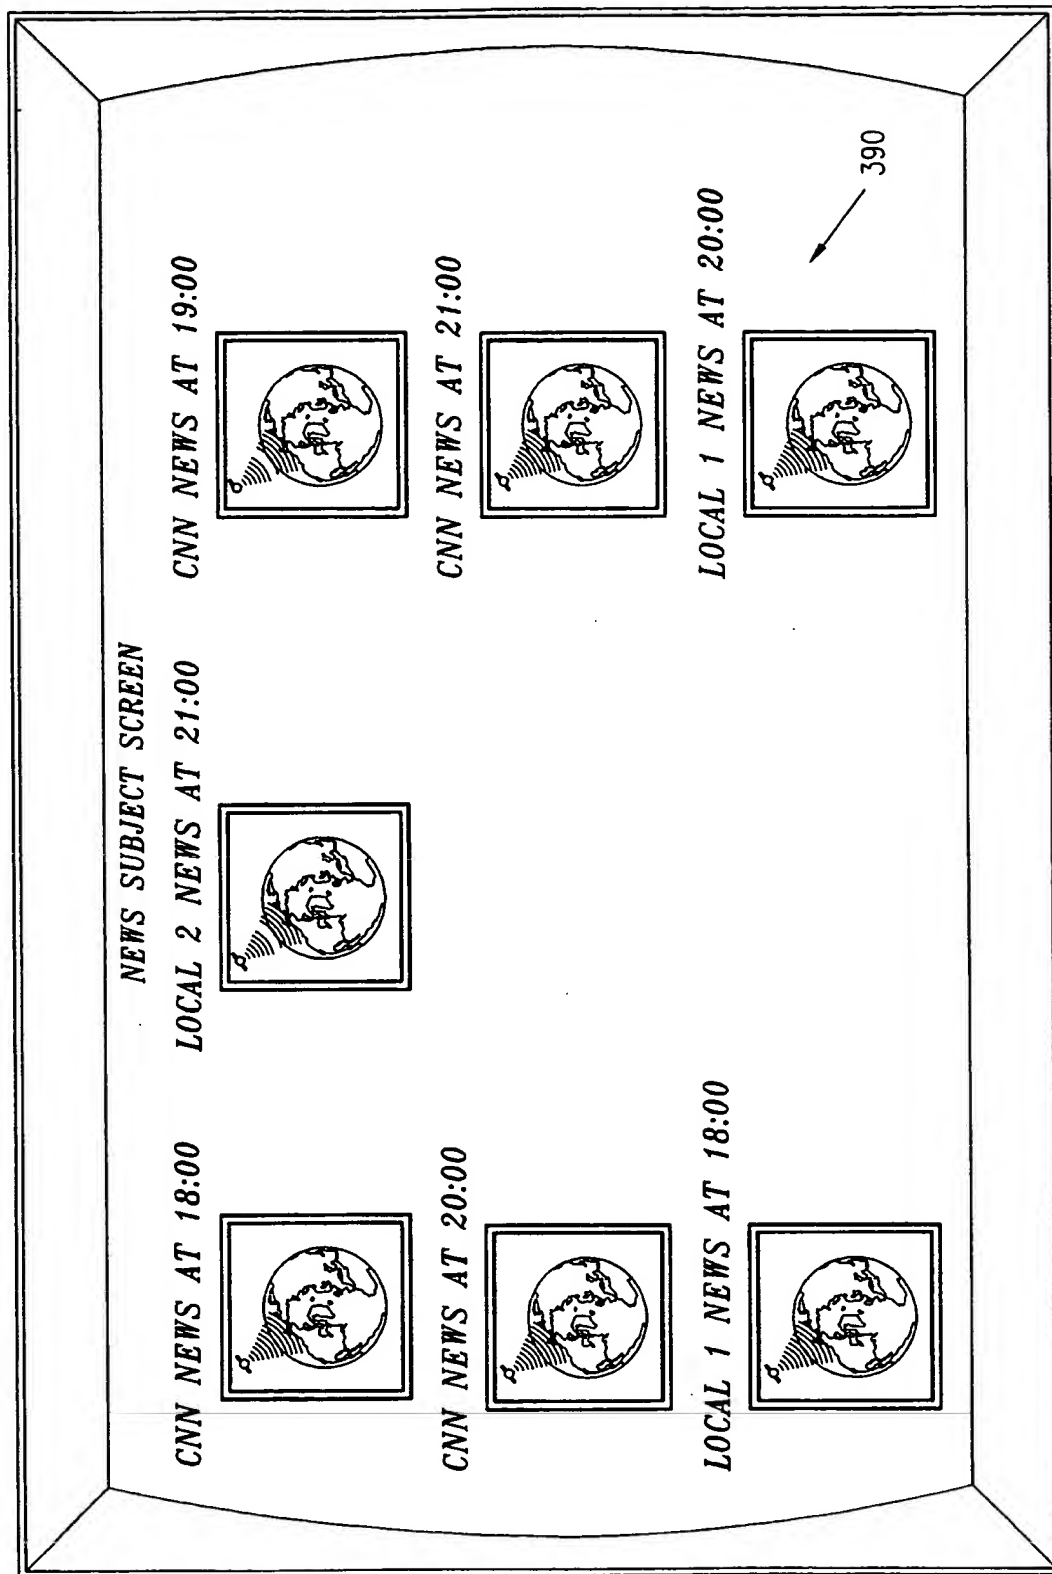 NEWS SUBJECT SCREEN
CNN NEWS AT 18:00
LOCAL 2 NEWS AT 21:00
CNN NEWS AT 19:00
CNN NEWS AT 20:00
CNN NEWS AT 21:00
LOCAL 1 NEWS AT 18:00
LOCAL 1 NEWS AT 20:00
390